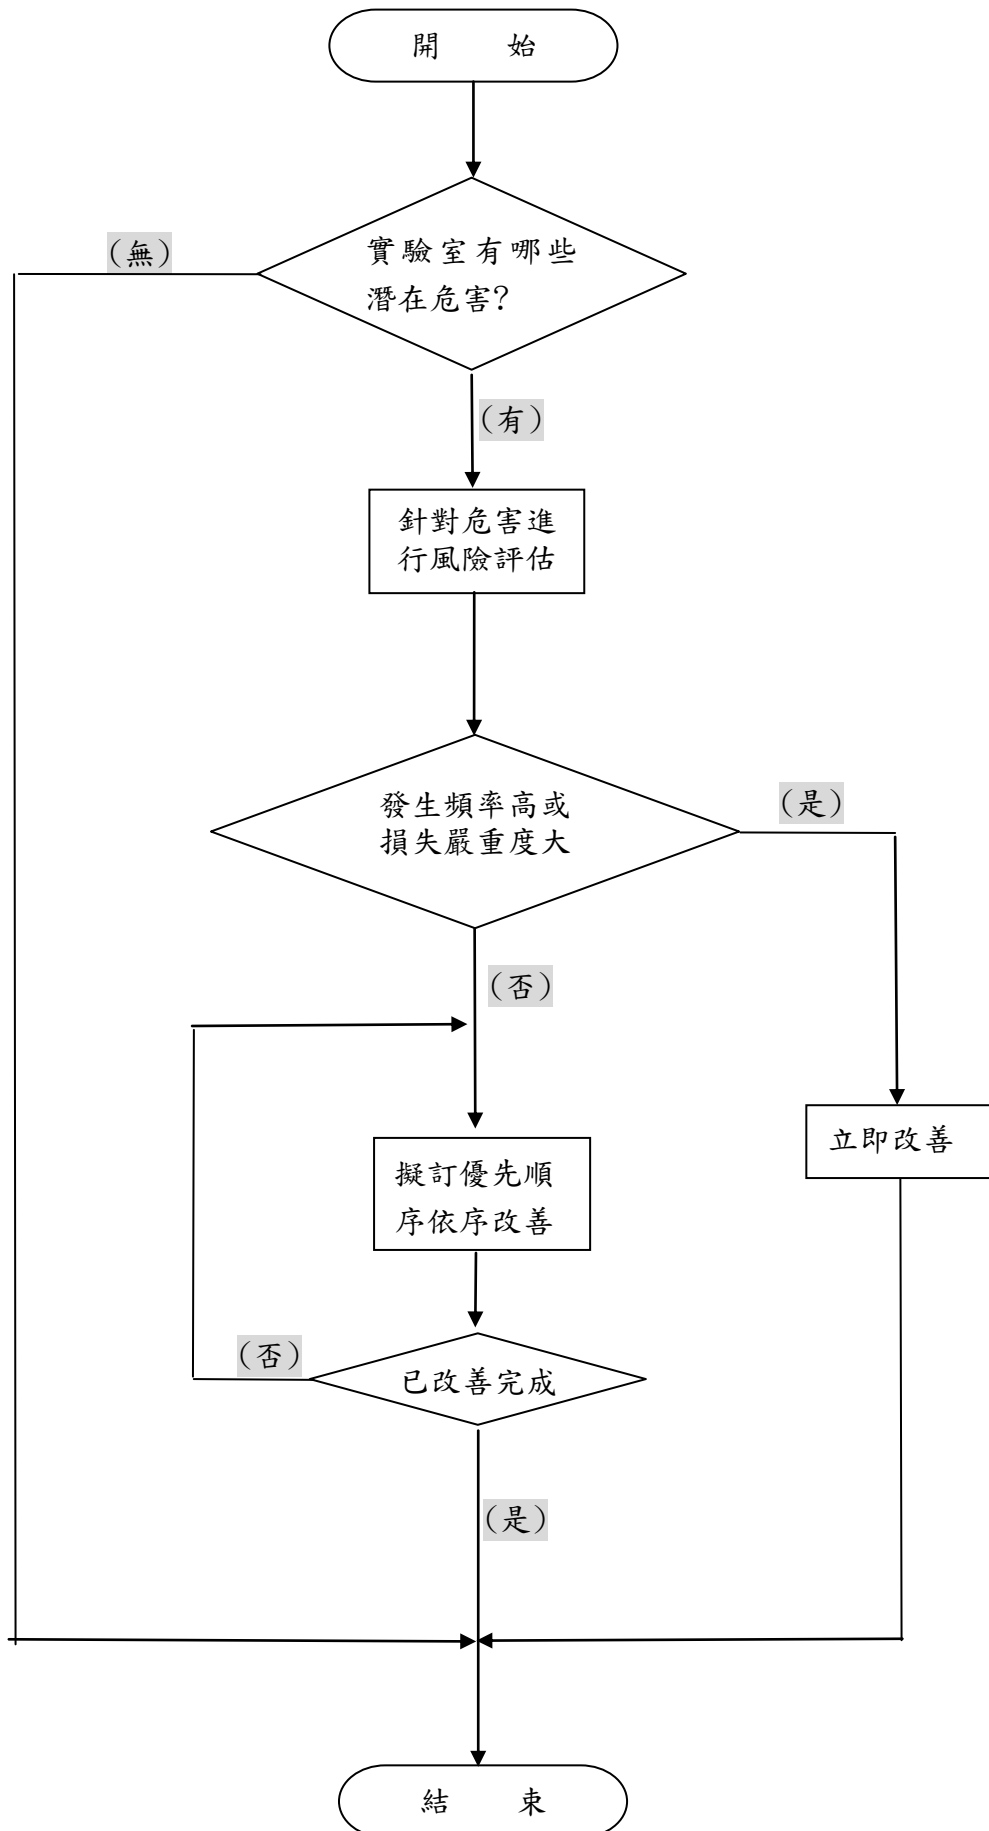 開 始
(無)
實驗室有哪些
潛在危害?
(有)
針對危害進
行風險評估
發生頻率高或
損失嚴重度大
(是)
(否)
立即改善
擬訂優先順
序依序改善
(否)
已改善完成
(是)
結 束